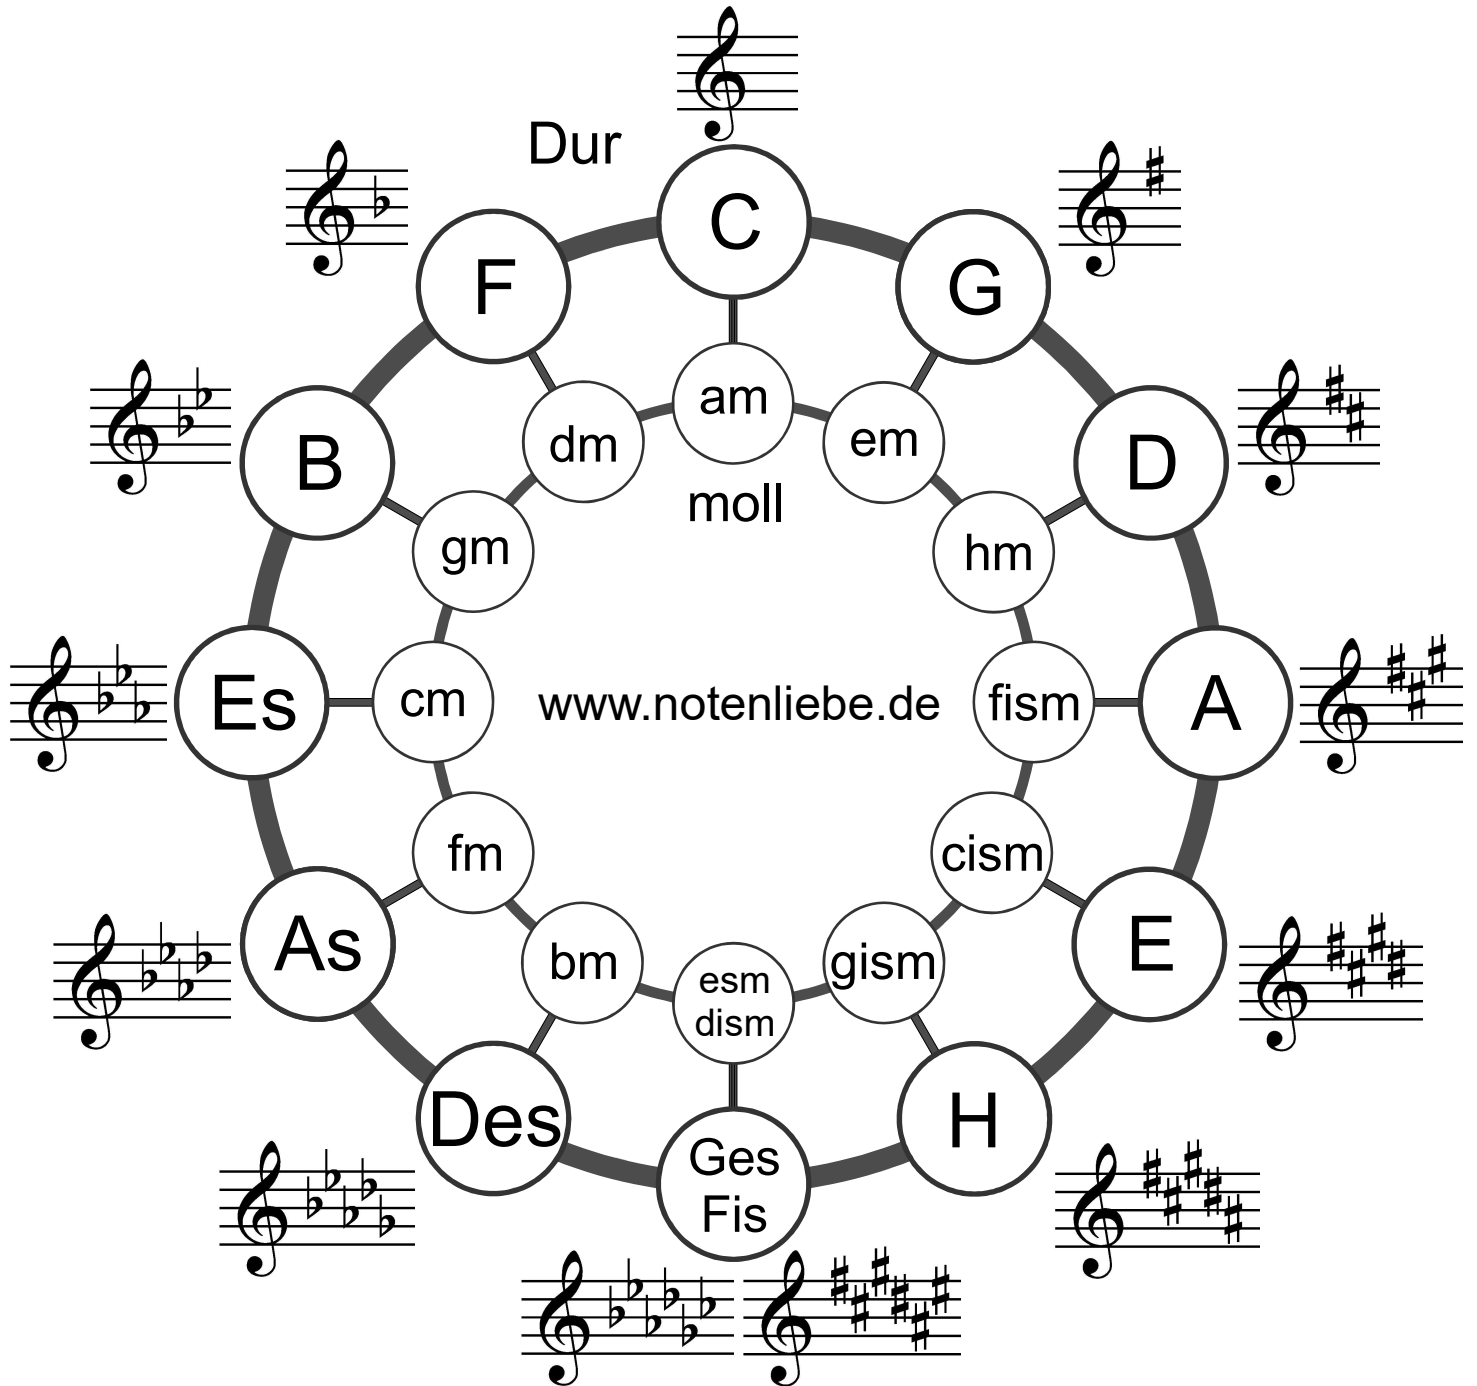 Dur
C
G
D
A
E
H
Ges
Fis
Des
As
Es
B
F
am
em
hm
fism
cism
gism
esm
dism
bm
fm
cm
gm
dm
moll
www.notenliebe.de